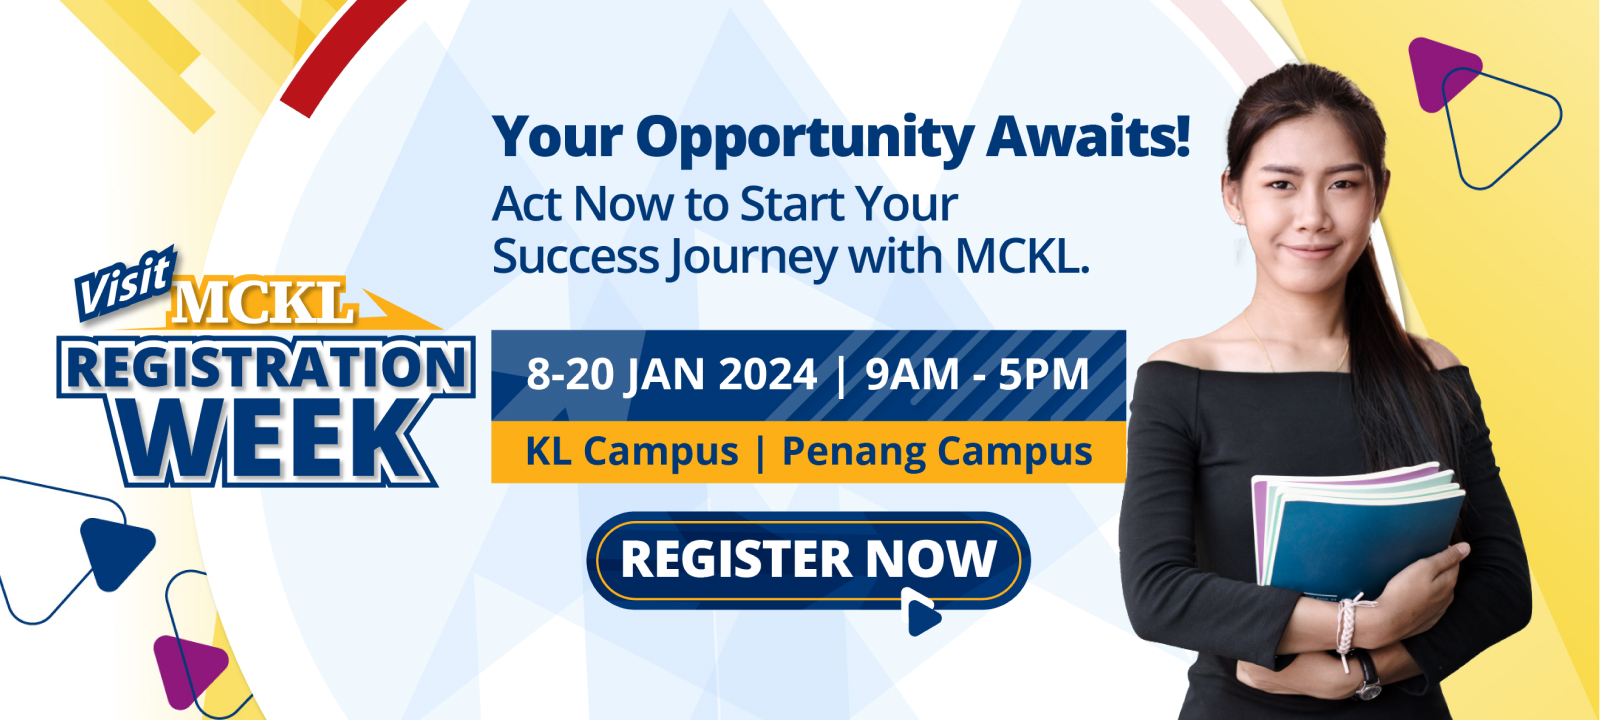 Your Opportunity Awaits!
Act Now to Start Your
Success Journey with MCKL.
Visit MCKL
REGISTRATION
WEEK
8-20 JAN 2024 | 9AM - 5PM
KL Campus | Penang Campus
REGISTER NOW